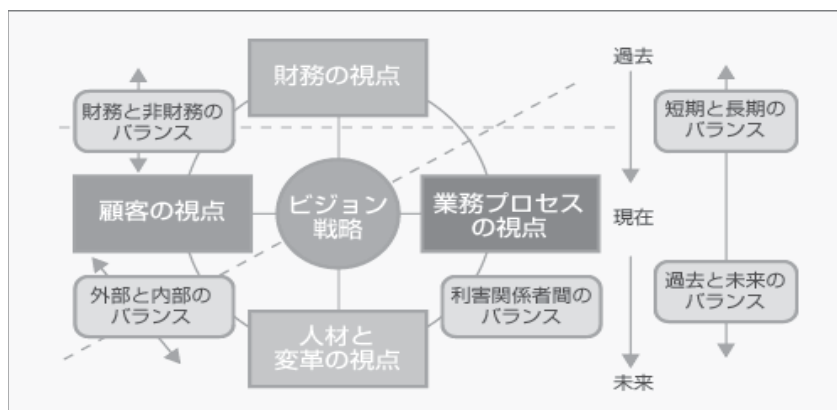 財務の視点
過去
財務と非財務の
バランス
短期と長期の
バランス
顧客の視点
ビジョン
戦略
業務プロセス
の視点
現在
外部と内部の
バランス
利害関係者間の
バランス
過去と未来の
バランス
人材と
変革の視点
未来